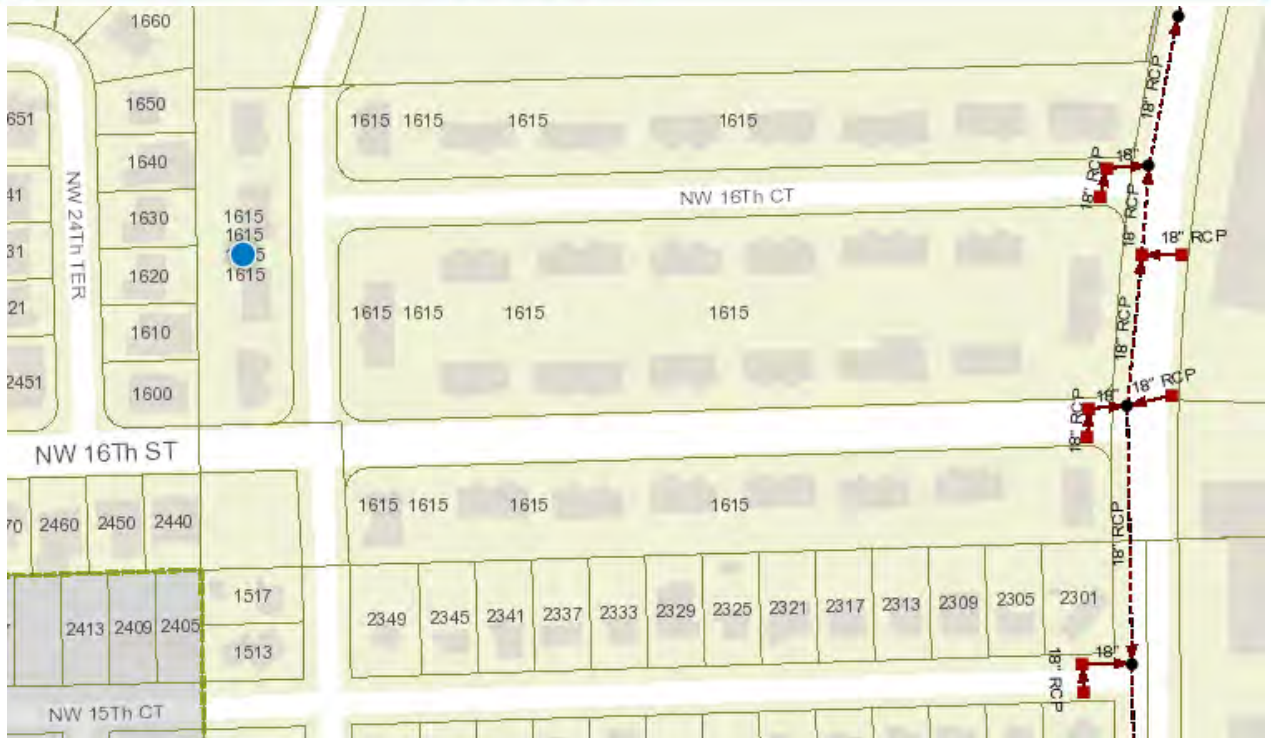 1660
1650
651
1615 1615 1615 1615
18" RCP
18" RCP
18"
1640
NW 24Th TER
41
18" RCP
NW 16Th CT
1630
1615
1615
1615
18" RCP
18" RCP
31
1620
21
1615 1615 1615 1615
1610
18" RCP
2451
1600
18" RCP
18"
18" RCP
NW 16Th ST
1615 1615 1615 1615
70 2460 2450 2440
18" RCP
1517
2413 2409 2405
2349 2345 2341 2337 2333 2329 2325 2321 2317 2313 2309 2305 2301
1513
18"
18" RCP
NW 15Th CT